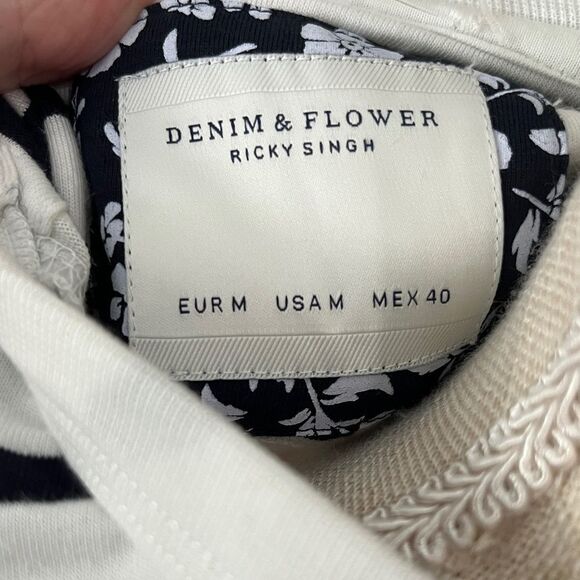 DENIM & FLOWER
RICKY SINGH
EUR M USA M MEX 40